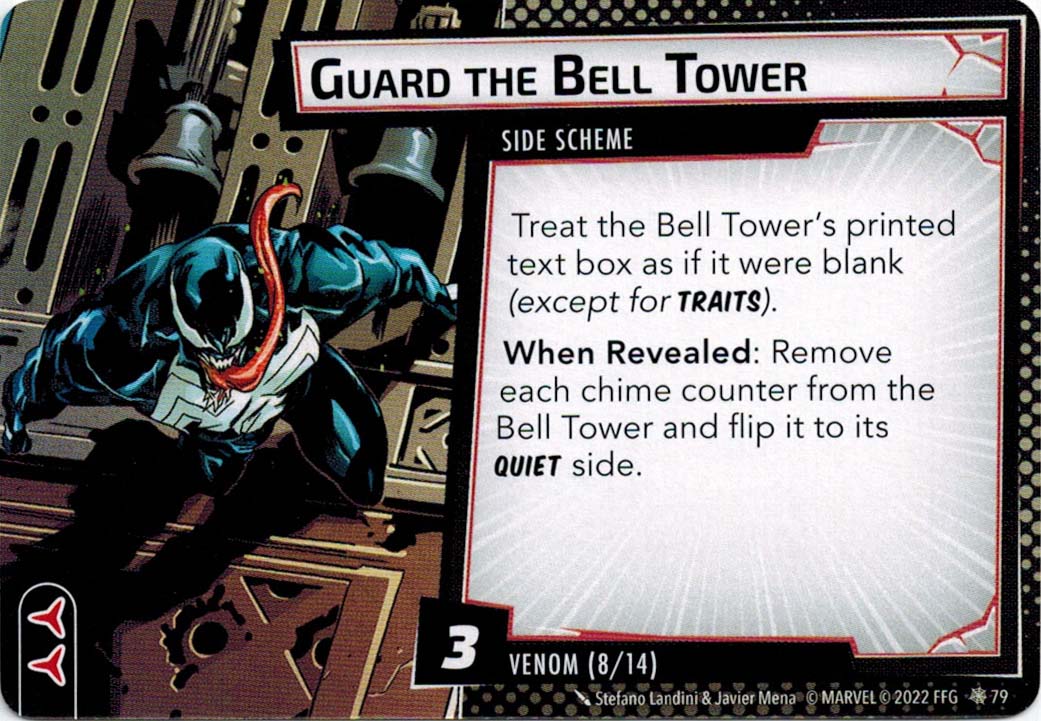 GUARD THE BELL TOWER
SIDE SCHEME
Treat the Bell Tower's printed
text box as if it were blank
(except for TRAITS).
When Revealed: Remove
each chime counter from the
Bell Tower and flip it to its
QUIET side.
3
VENOM (8/14)
Stefano Landini & Javier Mena © MARVEL © 2022 FFG 79